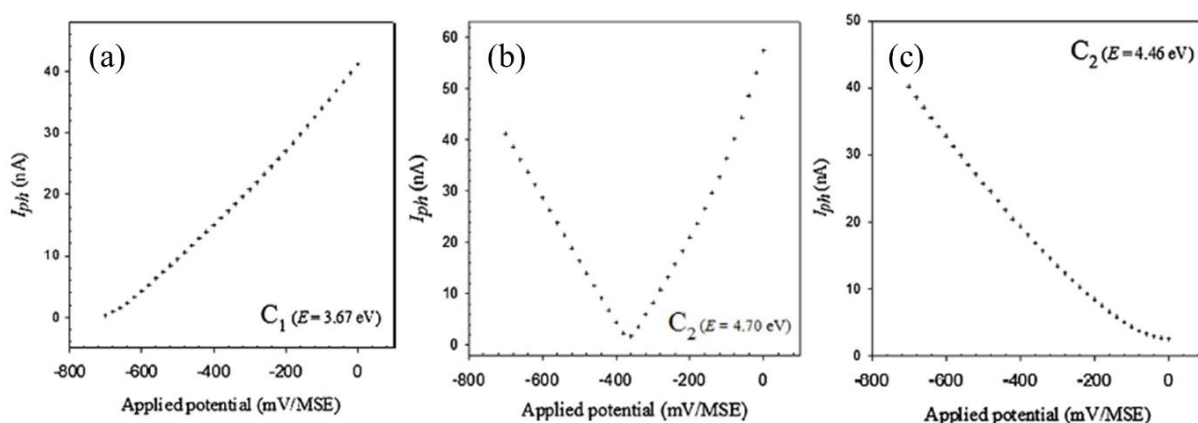 (a)
I_ph (nA)
40
30
20
10
0
-800
-600
-400
-200
0
Applied potential (mV/MSE)
C₁ (E = 3.67 eV)
(b)
I_ph (nA)
60
50
40
30
20
10
0
-800
-600
-400
-200
0
Applied potential (mV/MSE)
C₂ (E = 4.70 eV)
(c)
I_ph (nA)
50
40
30
20
10
0
-800
-600
-400
-200
0
Applied potential (mV/MSE)
C₂ (E = 4.46 eV)